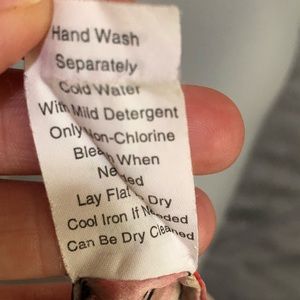 Hand Wash
Separately
Cold Water
With Mild Detergent
Only Non-Chlorine
Bleach When
Needed
Lay Flat To Dry
Cool Iron If Needed
Can Be Dry Cleaned